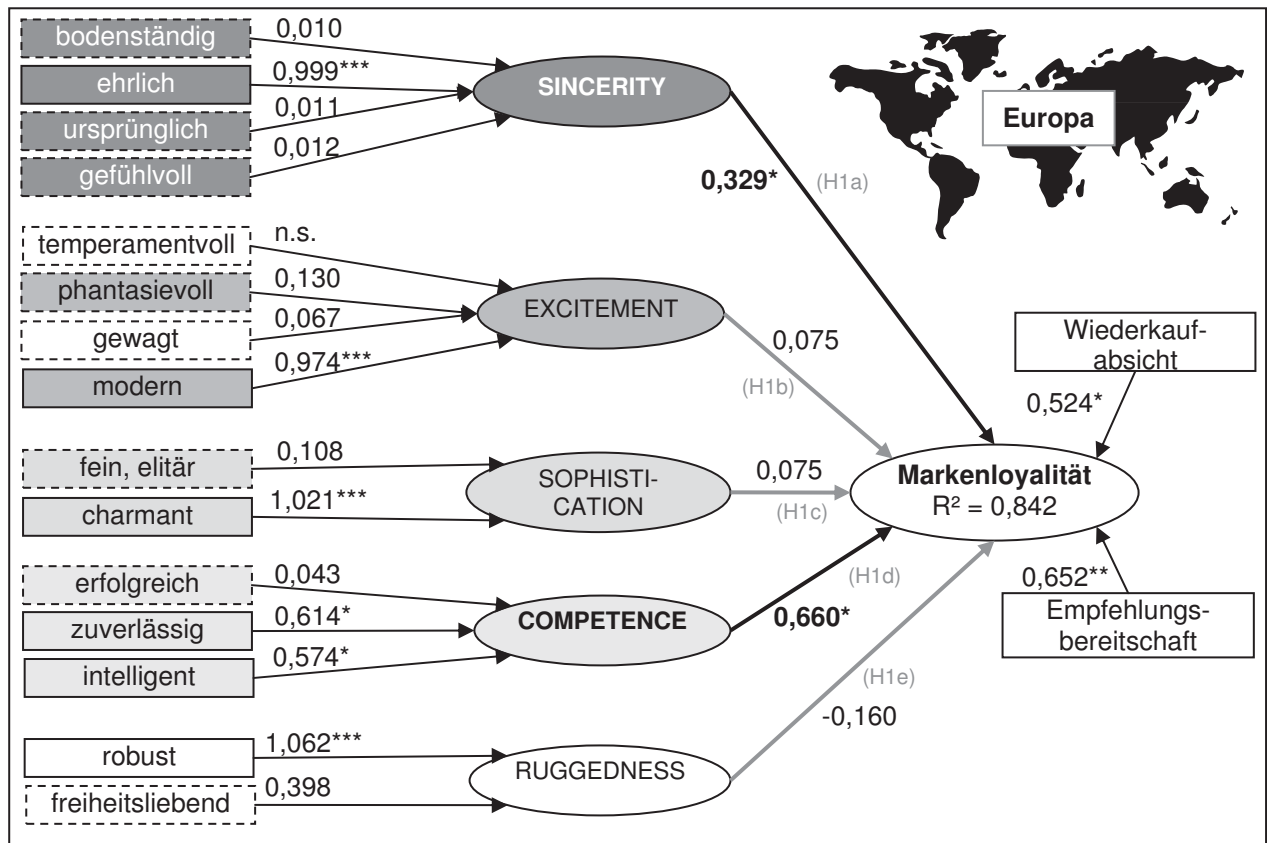 bodenständig
0,010
ehrlich
0,999***
ursprünglich
0,011
gefühlvoll
0,012
SINCERITY
0,329*
(H1a)
Europa
temperamentvoll
n.s.
phantasievoll
0,130
gewagt
0,067
modern
0,974***
EXCITEMENT
0,075
(H1b)
Wiederkauf-
absicht
0,524*
fein, elitär
0,108
charmant
1,021***
SOPHISTI-
CATION
0,075
(H1c)
Markenloyalität
R² = 0,842
erfolgreich
0,043
zuverlässig
0,614*
intelligent
0,574*
COMPETENCE
0,660*
(H1d)
0,652**
Empfehlungs-
bereitschaft
robust
1,062***
freiheitsliebend
0,398
RUGGEDNESS
-0,160
(H1e)